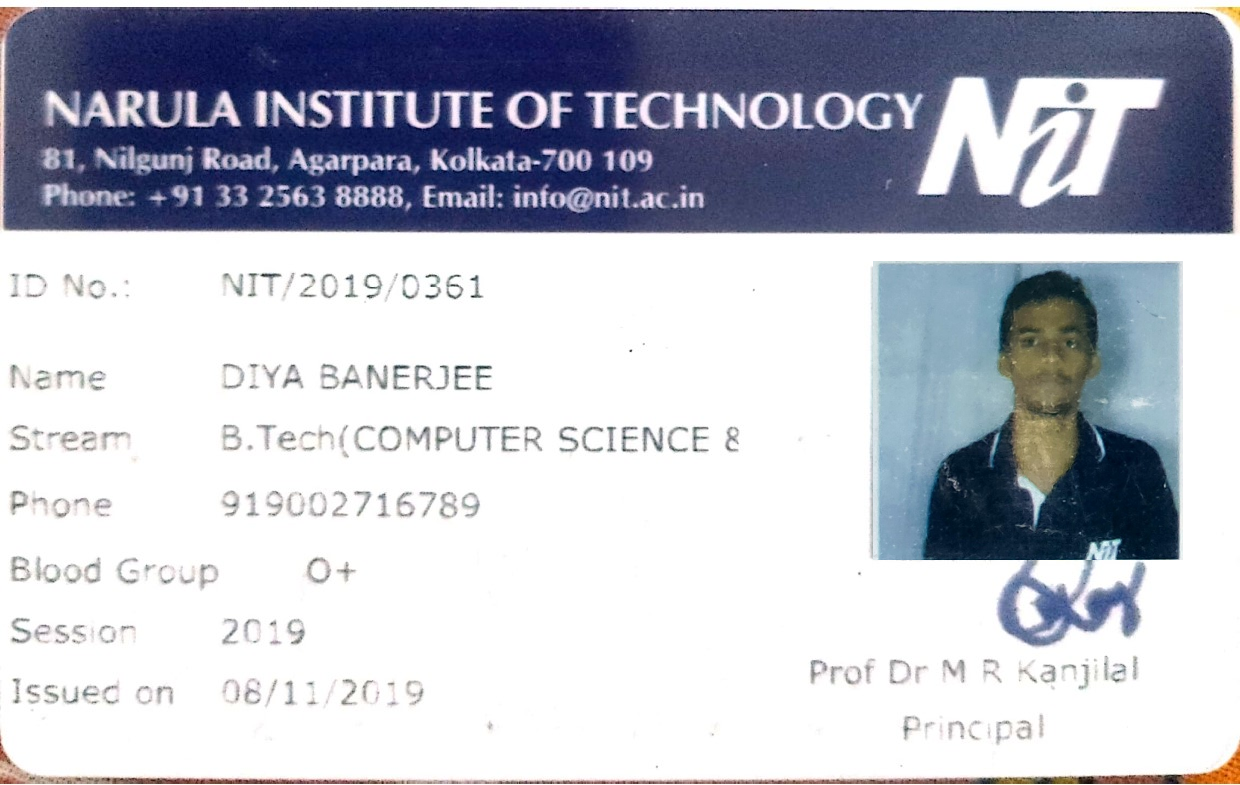 NARULA INSTITUTE OF TECHNOLOGY NiT
81, Nilgunj Road, Agarpara, Kolkata-700 109
Phone: +91 33 2563 8888, Email: info@nit.ac.in
ID No.: NIT/2019/0361
Name DIYA BANERJEE
Stream B.Tech(COMPUTER SCIENCE &
Phone 919002716789
Blood Group O+
Session 2019
Issued on 08/11/2019
NiT
Prof Dr M R Kanjilal
Principal